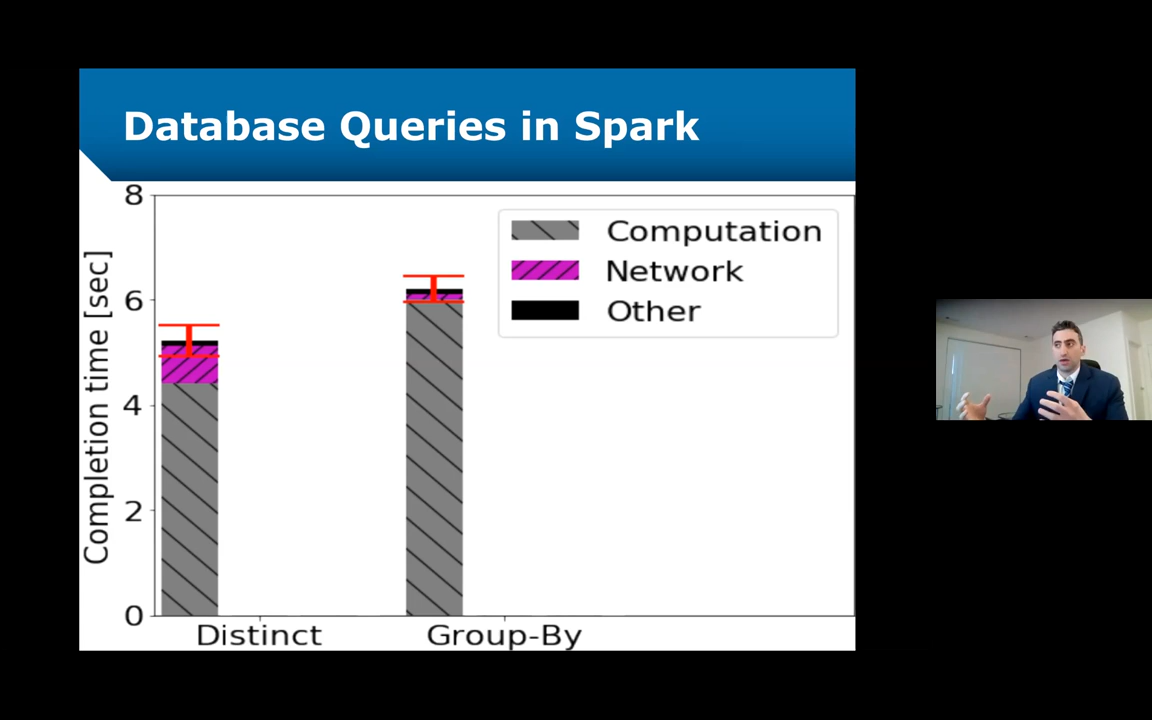 Database Queries in Spark
8
6
4
2
0
Completion time [sec]
Computation
Network
Other
Distinct
Group-By